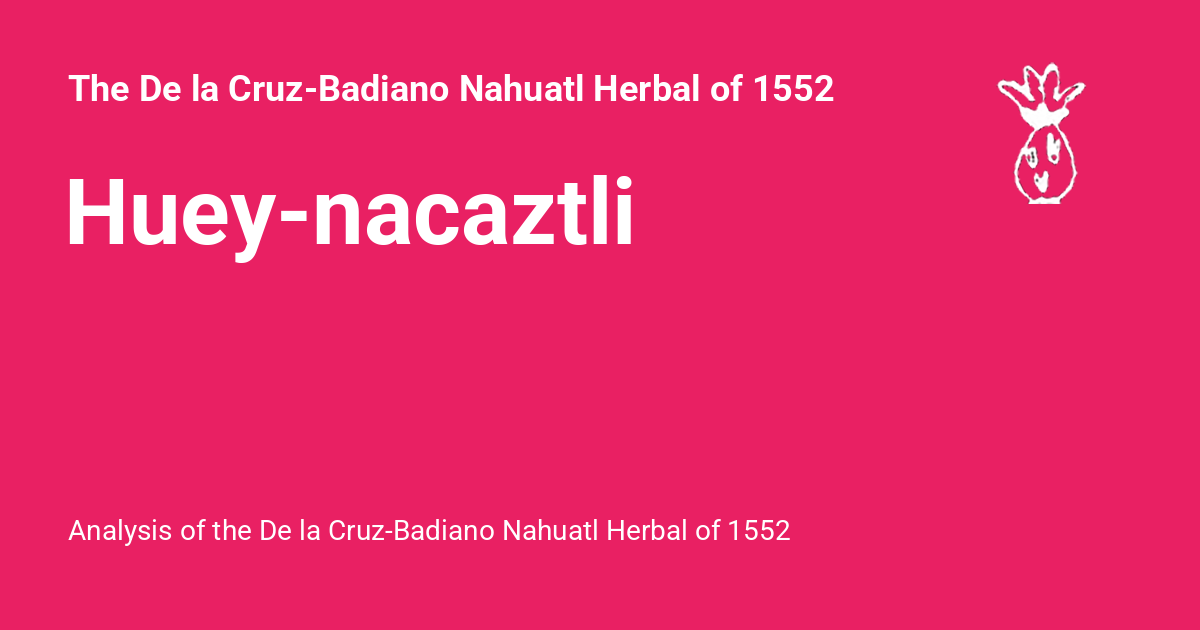 The De la Cruz-Badiano Nahuatl Herbal of 1552
Huey-nacaztli
Analysis of the De la Cruz-Badiano Nahuatl Herbal of 1552